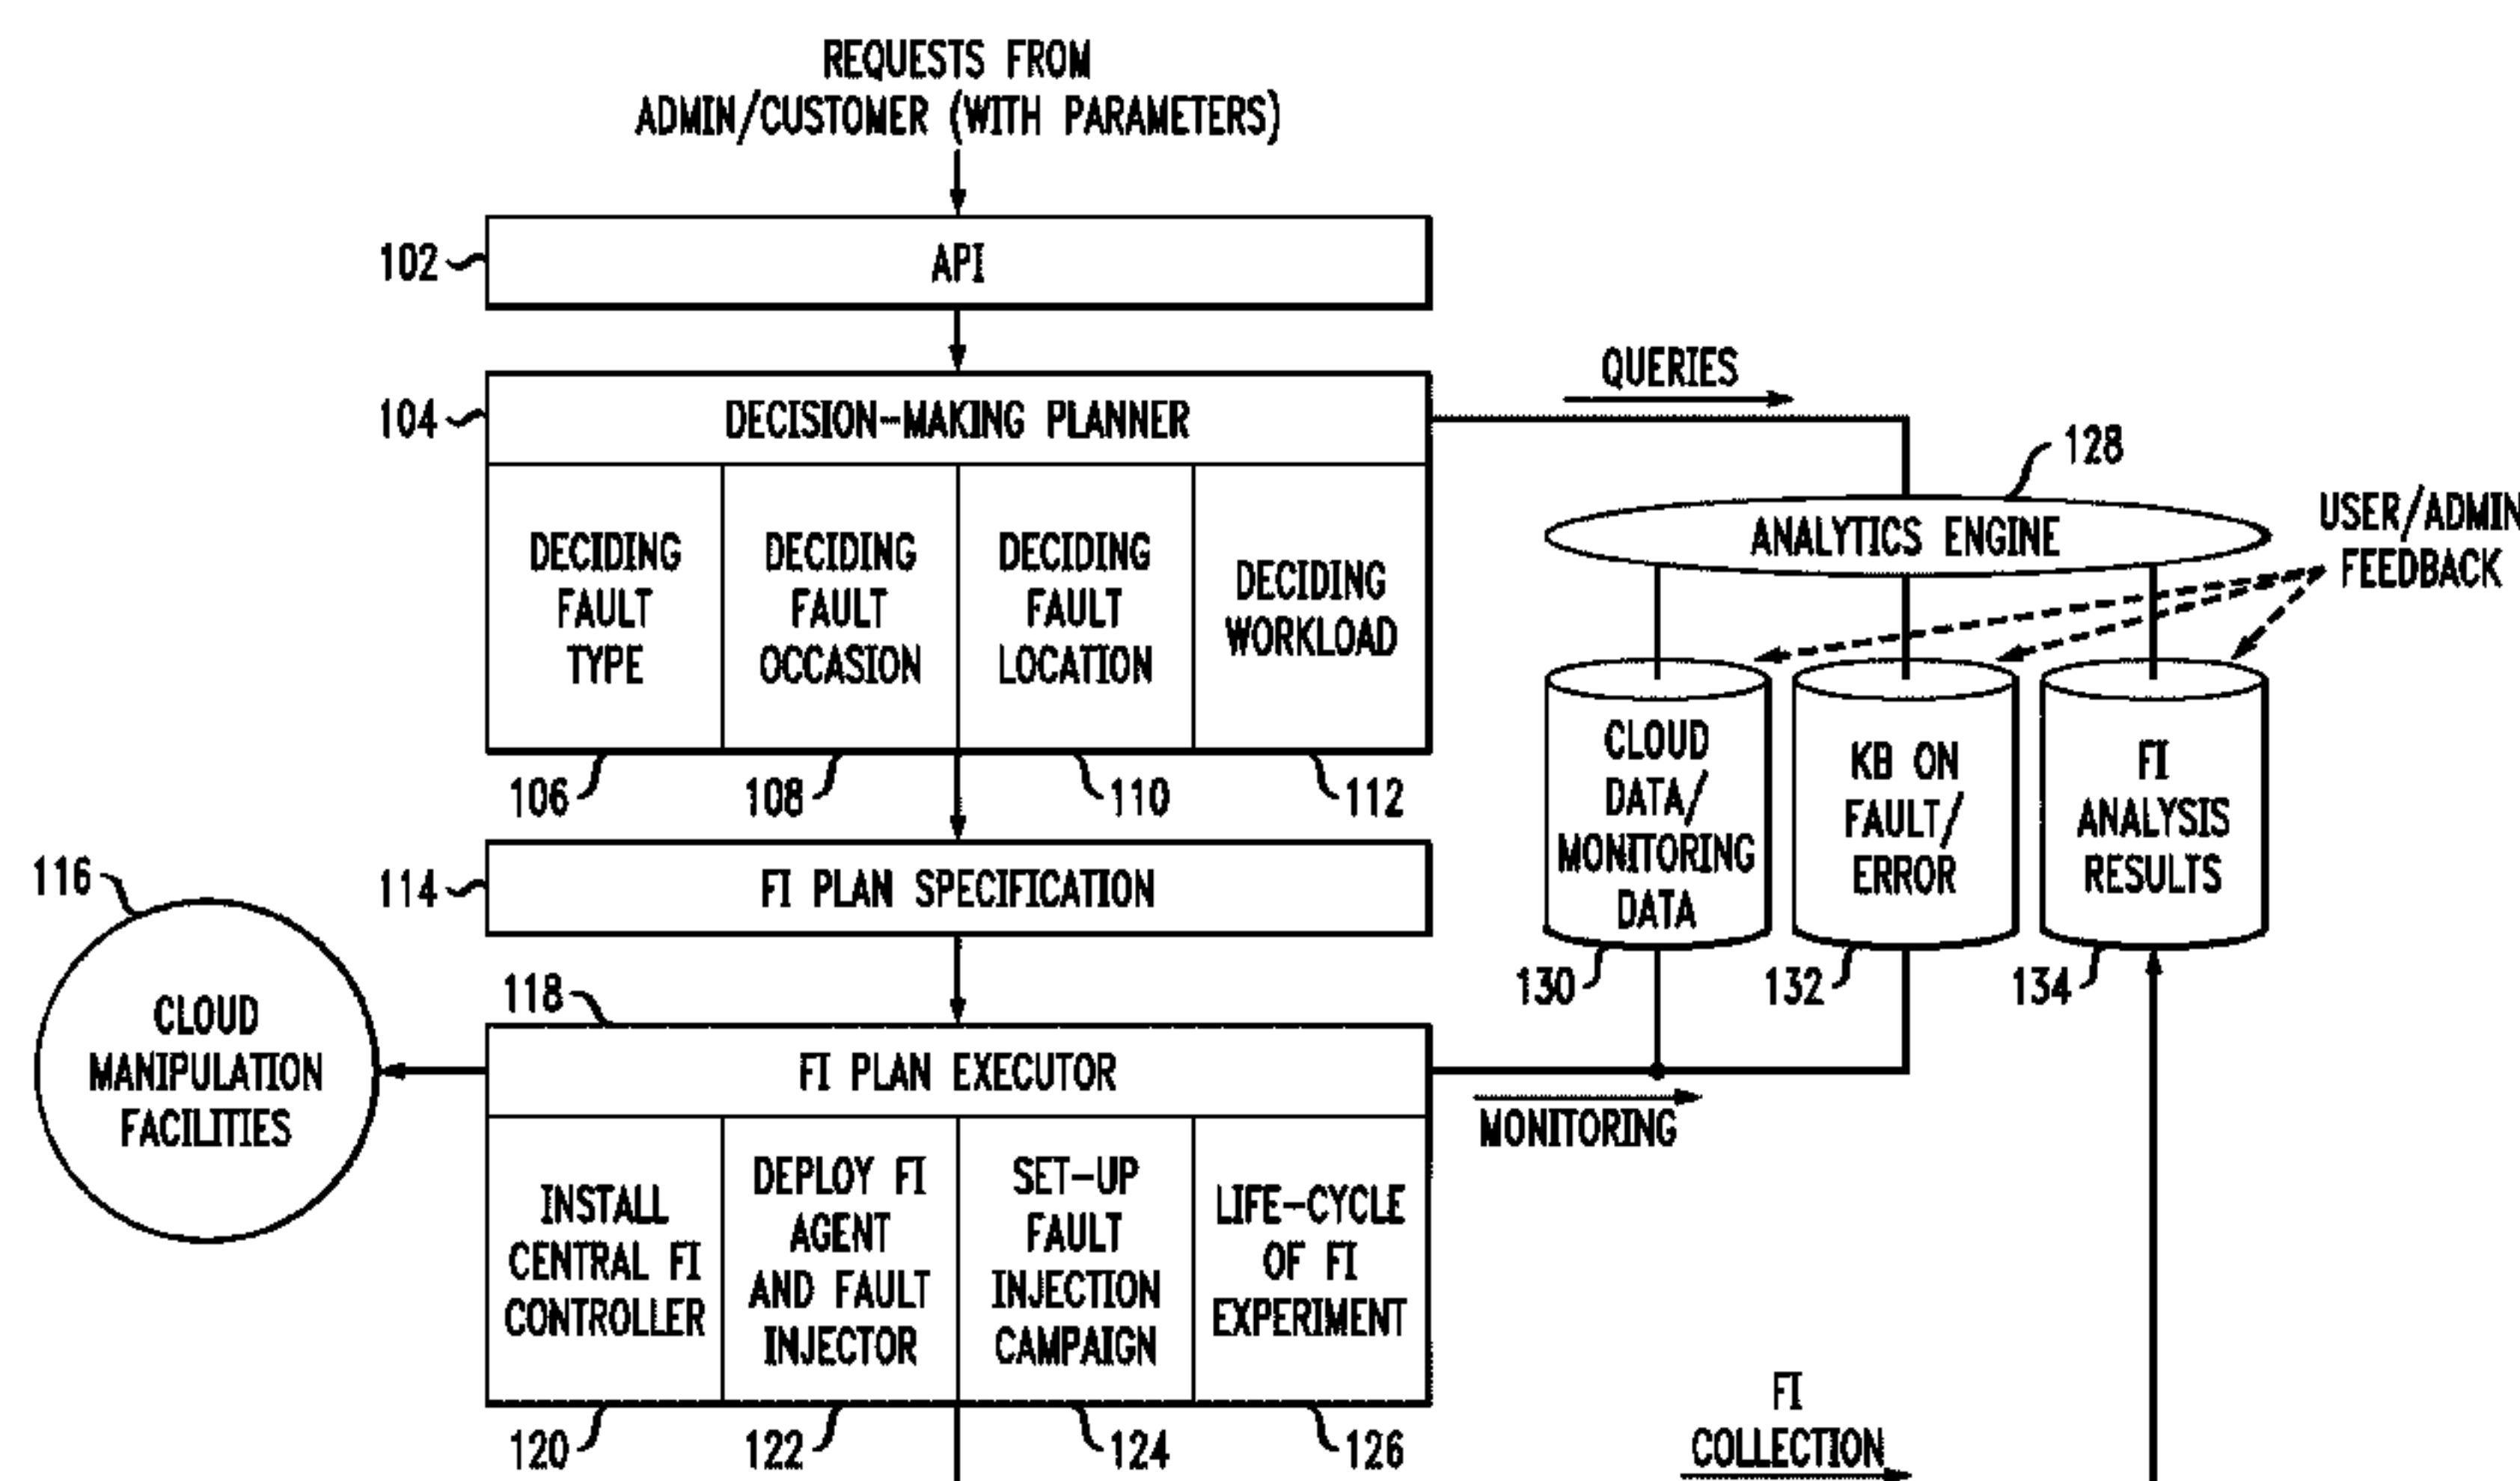 REQUESTS FROM
ADMIN/CUSTOMER (WITH PARAMETERS)
102
API
104
DECISION-MAKING PLANNER
DECIDING
FAULT
TYPE
DECIDING
FAULT
OCCASION
DECIDING
FAULT
LOCATION
DECIDING
WORKLOAD
106
108
110
112
QUERIES
128
ANALYTICS ENGINE
USER/ADMIN
FEEDBACK
CLOUD
DATA/
MONITORING
DATA
KB ON
FAULT/
ERROR
FI
ANALYSIS
RESULTS
130
132
134
114
FI PLAN SPECIFICATION
116
CLOUD
MANIPULATION
FACILITIES
118
FI PLAN EXECUTOR
MONITORING
INSTALL
CENTRAL FI
CONTROLLER
DEPLOY FI
AGENT
AND FAULT
INJECTOR
SET-UP
FAULT
INJECTION
CAMPAIGN
LIFE-CYCLE
OF FI
EXPERIMENT
120
122
124
126
FI
COLLECTION